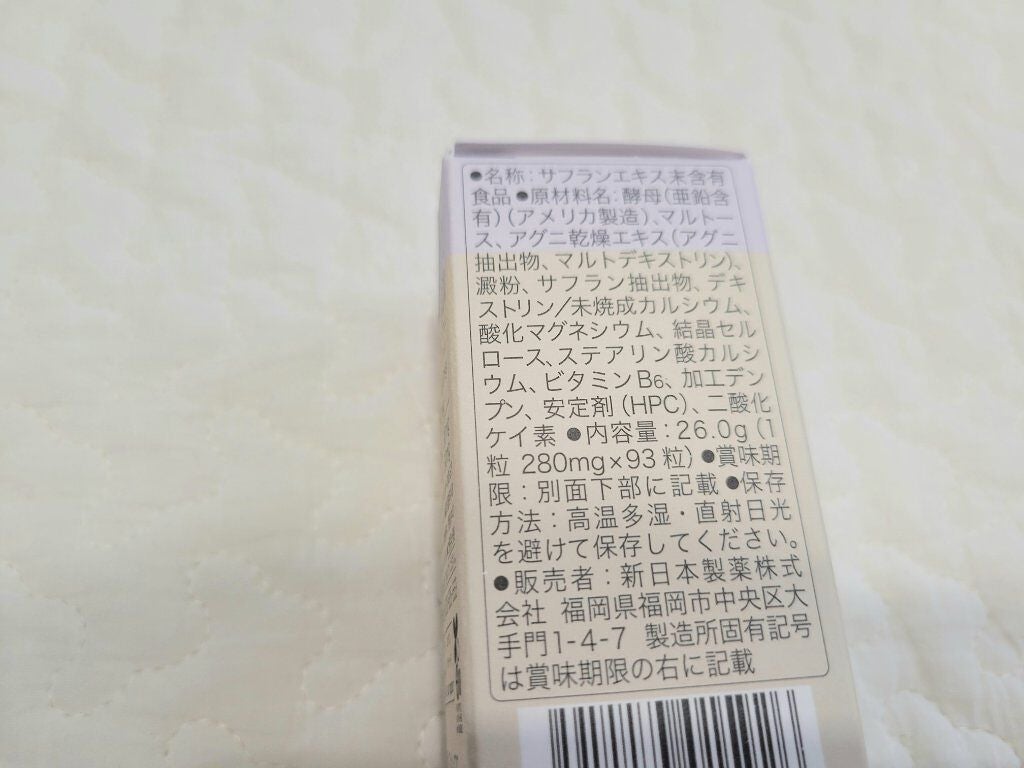 ●名称：サフランエキス末含有
食品 ●原材料名：酵母（亜鉛含
有）（アメリカ製造）、マルトー
ス、アグニ乾燥エキス（アグニ
抽出物、マルトデキストリン）、
澱粉、サフラン抽出物、デキ
ストリン/未焼成カルシウム、
酸化マグネシウム、結晶セル
ロース、ステアリン酸カルシ
ウム、ビタミンB6、加工デン
プン、安定剤（HPC）、二酸化
ケイ素 ●内容量：26.0g（1
粒 280mg×93粒）●賞味期
限：別面下部に記載 ●保存
方法：高温多湿・直射日光
を避けて保存してください。
●販売者：新日本製薬株式
会社 福岡県福岡市中央区大
手門1-4-7 製造所固有記号
は賞味期限の右に記載